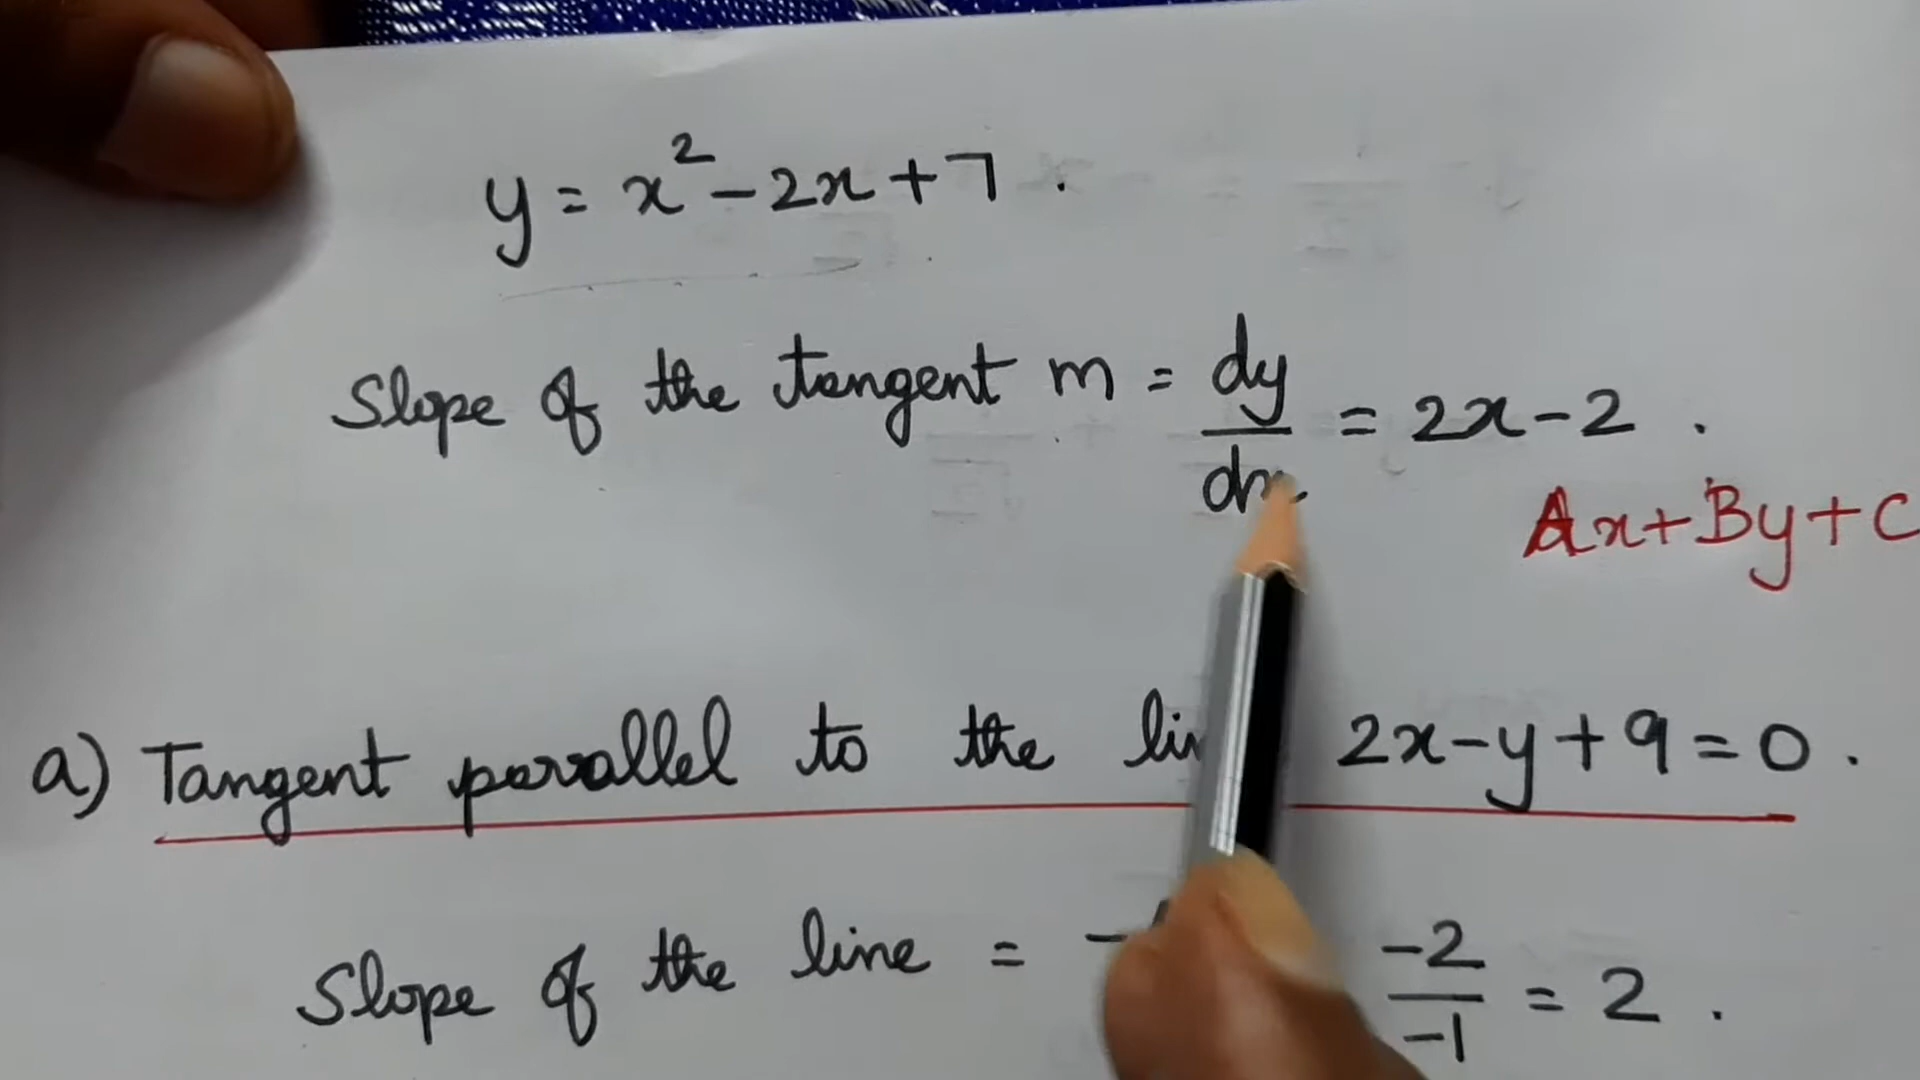 y = x² - 2x + 7 .
Slope of the tangent m = dy/dx = 2x - 2 .
Ax + By + C
a) Tangent parallel to the 2x - y + 9 = 0 .
Slope of the line = - -2/-1 = 2 .